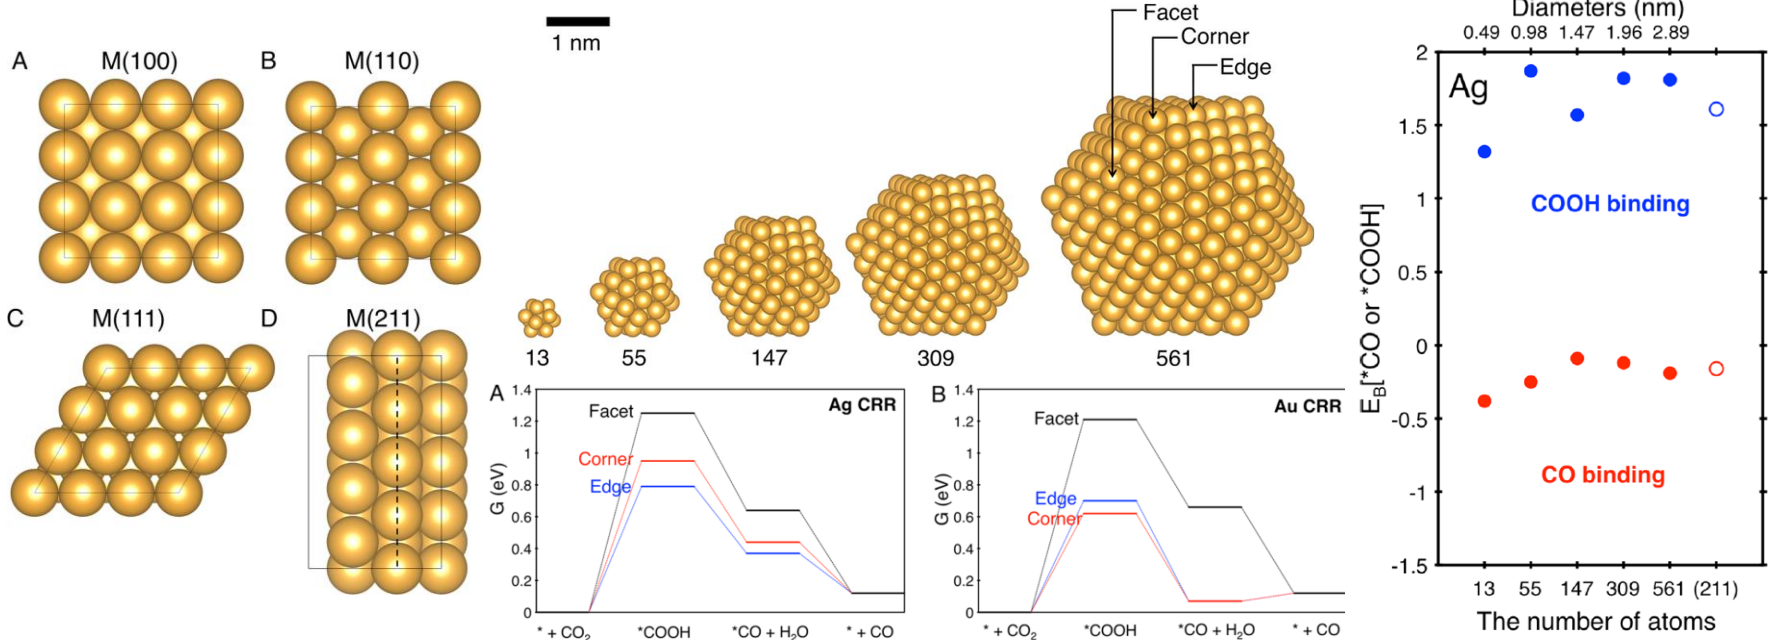 A
M(100)
B
M(110)
C
M(111)
D
M(211)
1 nm
Facet
Corner
Edge
13
55
147
309
561
A
Ag CRR
1.4
1.2
1
0.8
0.6
0.4
0.2
0
G (eV)
Facet
Corner
Edge
* + CO₂
*COOH
*CO + H₂O
* + CO
B
Au CRR
1.4
1.2
1
0.8
0.6
0.4
0.2
0
G (eV)
Facet
Edge
Corner
* + CO₂
*COOH
*CO + H₂O
* + CO
Diameters (nm)
0.49 0.98 1.47 1.96 2.89
Ag
2
1.5
1
0.5
0
-0.5
-1
-1.5
E_B[*CO or *COOH]
COOH binding
CO binding
13 55 147 309 561 (211)
The number of atoms